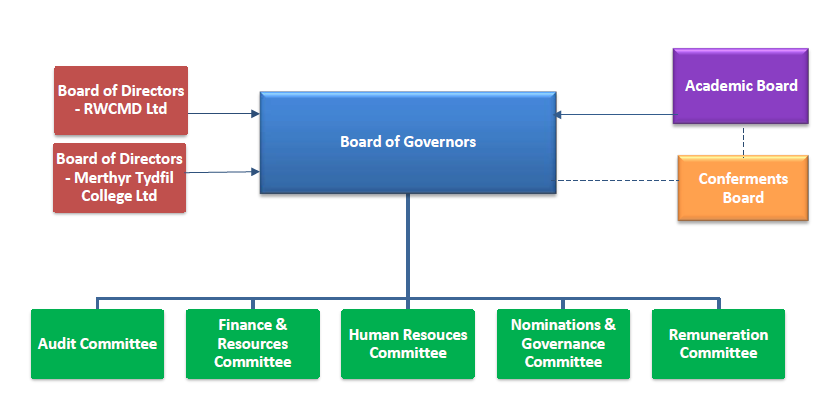 Board of Directors
- RWCMD Ltd
Board of Directors
- Merthyr Tydfil
College Ltd
Board of Governors
Academic Board
Conferments
Board
Audit Committee
Finance &
Resources
Committee
Human Resouces
Committee
Nominations &
Governance
Committee
Remuneration
Committee